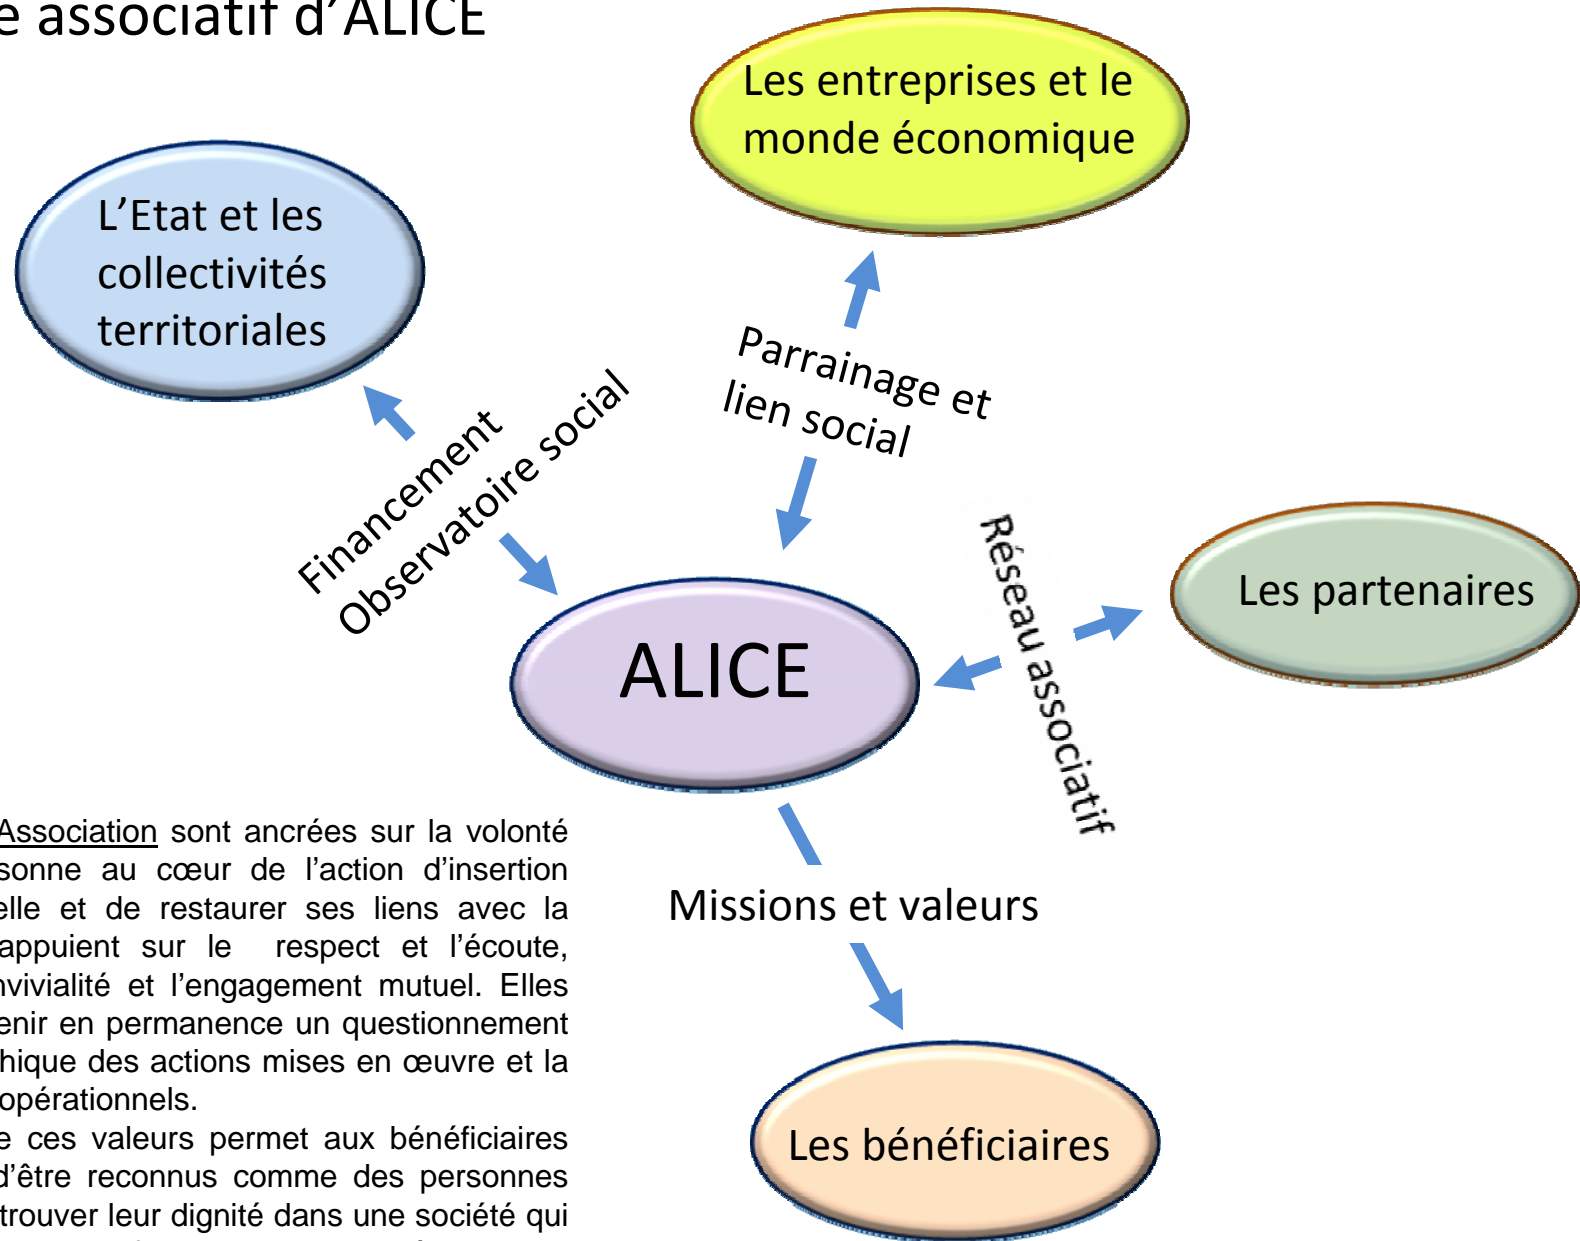 e associatif d'ALICE
Les entreprises et le
monde économique
L'Etat et les
collectivités
territoriales
Parrainage et
lien social
Financement
Observatoire social
Réseau associatif
Les partenaires
ALICE
Missions et valeurs
Les bénéficiaires
Association sont ancrées sur la volonté
sonne au cœur de l'action d'insertion
elle et de restaurer ses liens avec la
appuient sur le respect et l'écoute,
nvivialité et l'engagement mutuel. Elles
enir en permanence un questionnement
hique des actions mises en œuvre et la
opérationnels.
e ces valeurs permet aux bénéficiaires
d'être reconnus comme des personnes
trouver leur dignité dans une société qui